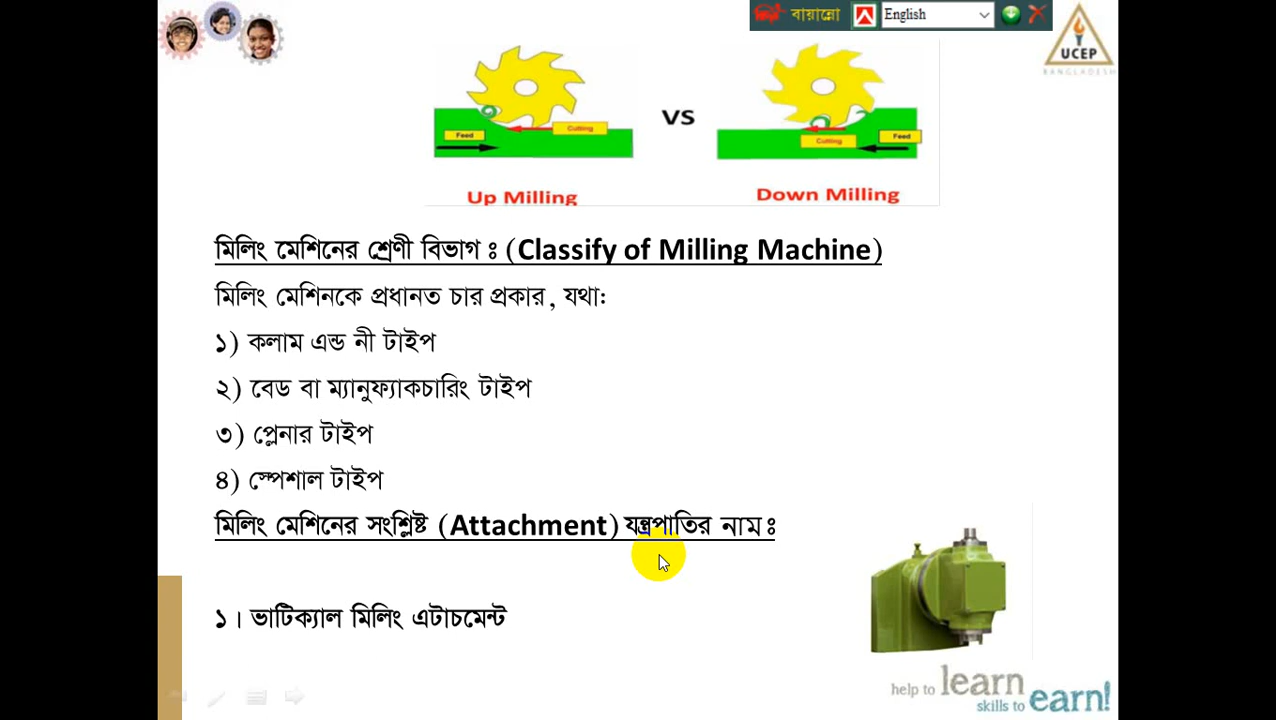 বায়ান্নো
English
UCEP
BANGLADESH
VS
Feed
Cutting
Cutting
Feed
Up Milling
Down Milling
মিলিং মেশিনের শ্রেণী বিভাগ ঃ (Classify of Milling Machine)
মিলিং মেশিনকে প্রধানত চার প্রকার, যথা:
১) কলাম এন্ড নী টাইপ
২) বেড বা ম্যানুফ্যাকচারিং টাইপ
৩) প্লেনার টাইপ
৪) স্পেশাল টাইপ
মিলিং মেশিনের সংশ্লিষ্ট (Attachment) যন্ত্রপাতির নামঃ
১। ভাটিক্যাল মিলিং এটাচমেন্ট
help to learn
skills to earn!